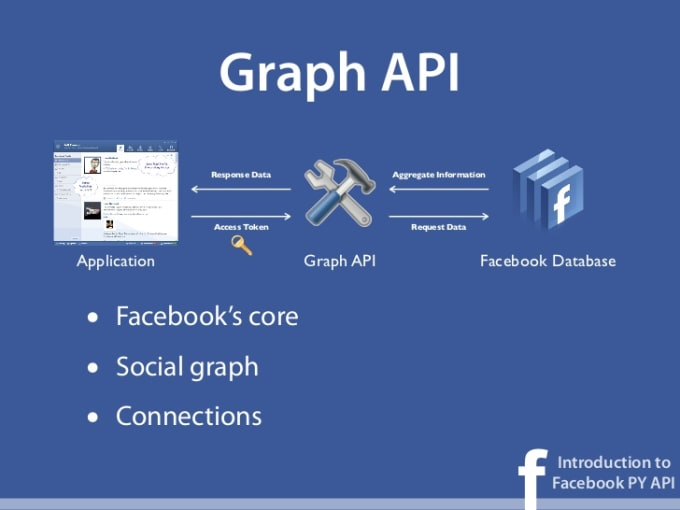 Graph API
Response Data
Aggregate Information
Access Token
Request Data
Application
Graph API
Facebook Database
• Facebook’s core
• Social graph
• Connections
Introduction to
Facebook PY API